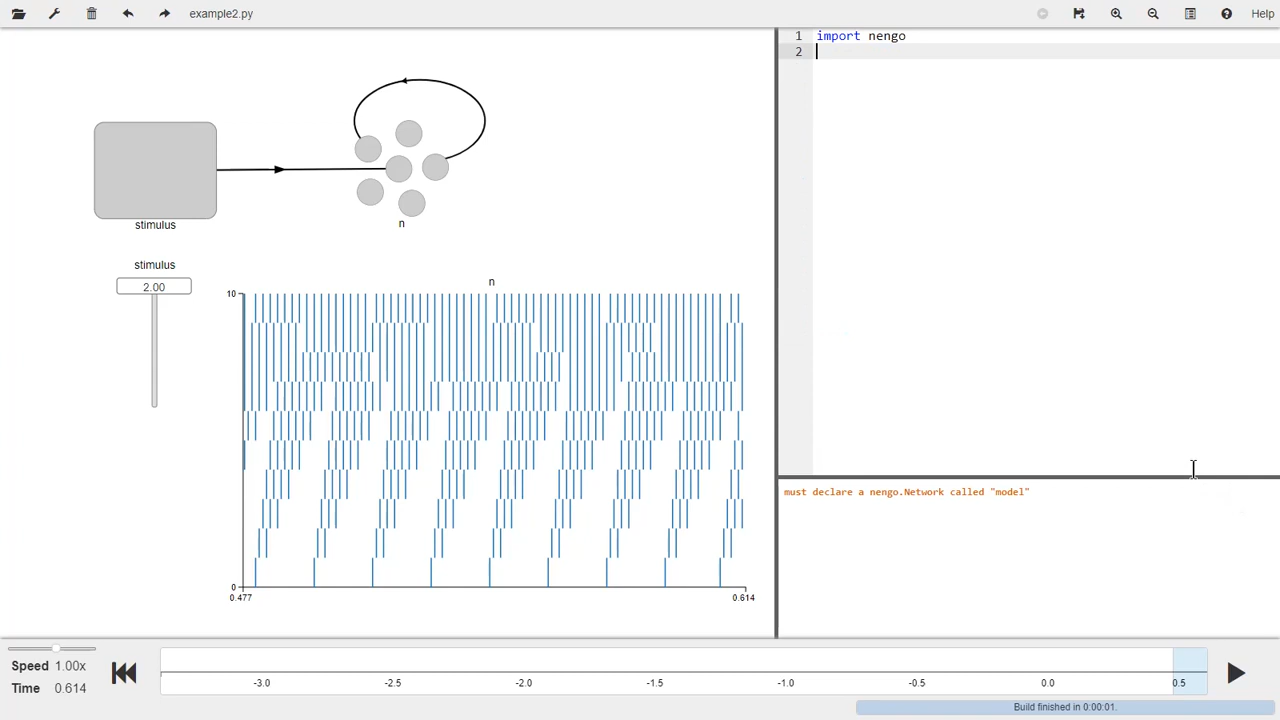 example2.py
Help
1 import nengo
2
stimulus
n
stimulus
2.00
n
10
0
0.477
0.614
must declare a nengo.Network called "model"
Speed 1.00x
Time 0.614
-3.0
-2.5
-2.0
-1.5
-1.0
-0.5
0.0
0.5
Build finished in 0:00:01.